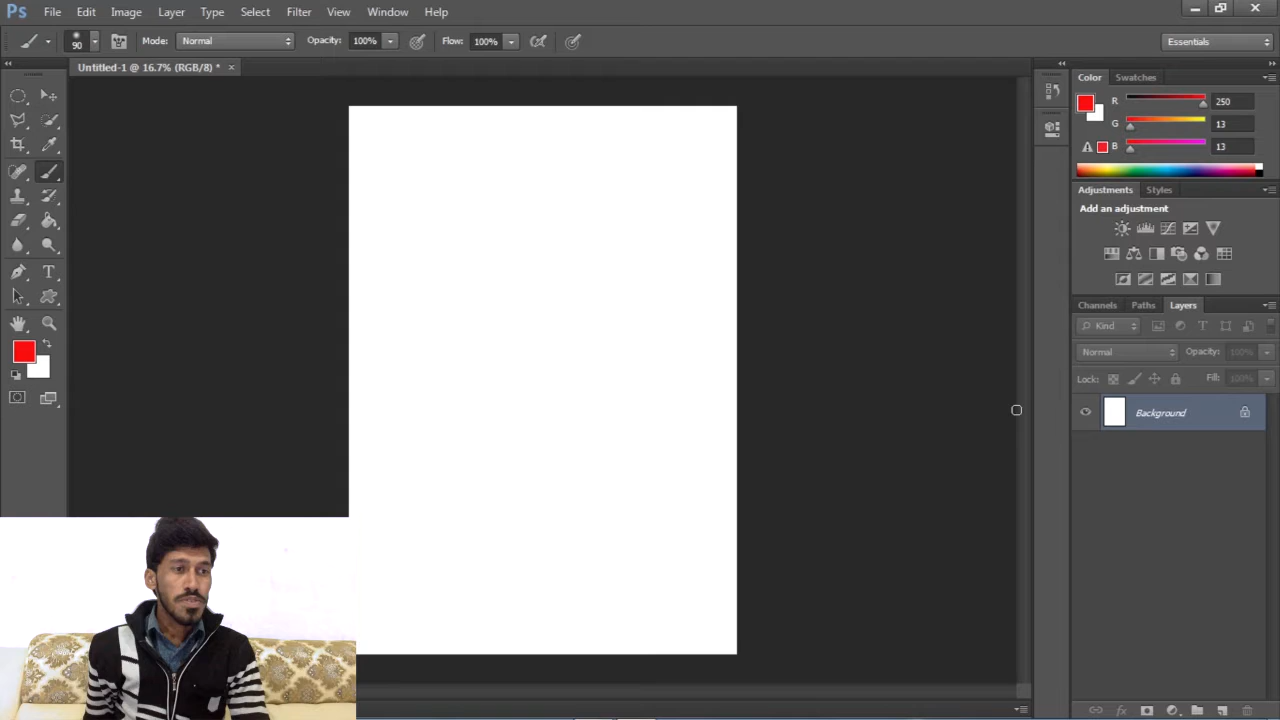 Ps File Edit Image Layer Type Select Filter View Window Help
90 Mode: Normal Opacity: 100% Flow: 100% Essentials
Untitled-1 @ 16.7% (RGB/8) * ×
Color Swatches
R 250
G 13
B 13
Adjustments Styles
Add an adjustment
Channels Paths Layers
Kind
Normal Opacity: 100%
Lock: Fill: 100%
Background